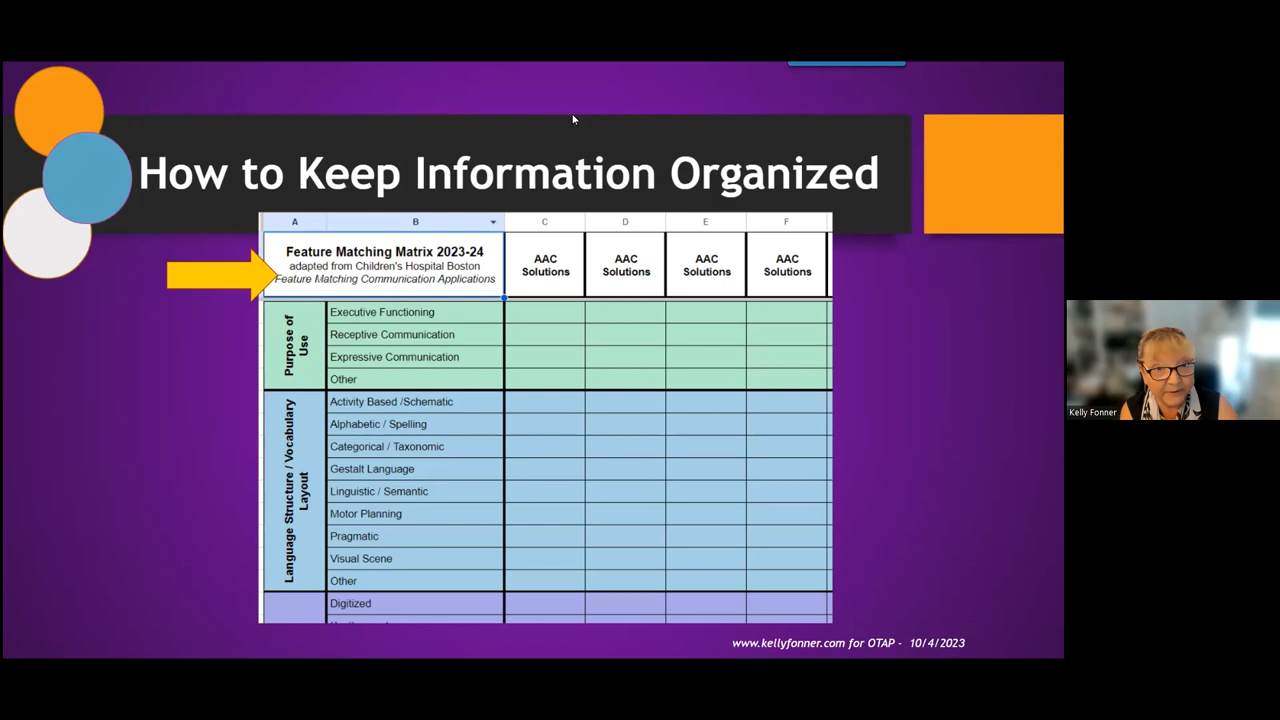 How to Keep Information Organized
A B C D E F
Feature Matching Matrix 2023-24
adapted from Children's Hospital Boston
Feature Matching Communication Applications
AAC
Solutions
AAC
Solutions
AAC
Solutions
AAC
Solutions
Purpose of
Use
Executive Functioning
Receptive Communication
Expressive Communication
Other
Language Structure / Vocabulary
Layout
Activity Based /Schematic
Alphabetic / Spelling
Categorical / Taxonomic
Gestalt Language
Linguistic / Semantic
Motor Planning
Pragmatic
Visual Scene
Other
Digitized
www.kellyfonner.com for OTAP - 10/4/2023
Kelly Fonner